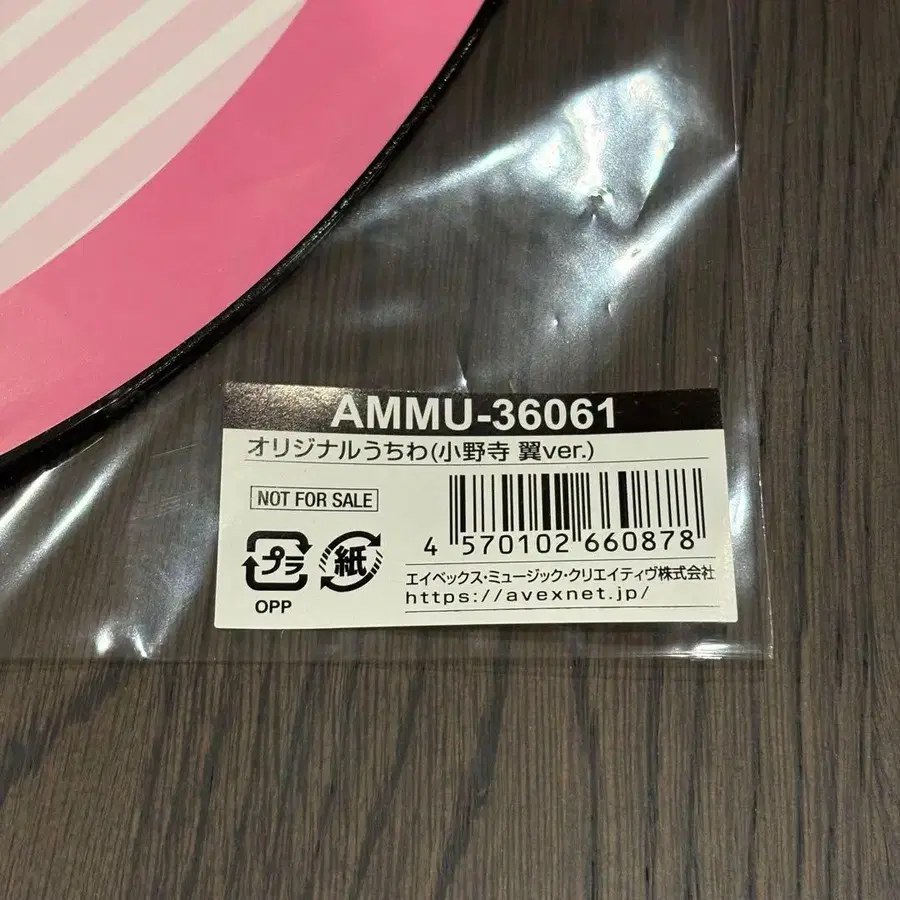 AMMU-36061
オリジナルうちわ(小野寺 翼ver.)
NOT FOR SALE
4 570102 660878
プラ 紙
OPP
エイベックス・ミュージック・クリエイティヴ株式会社
https://avexnet.jp/